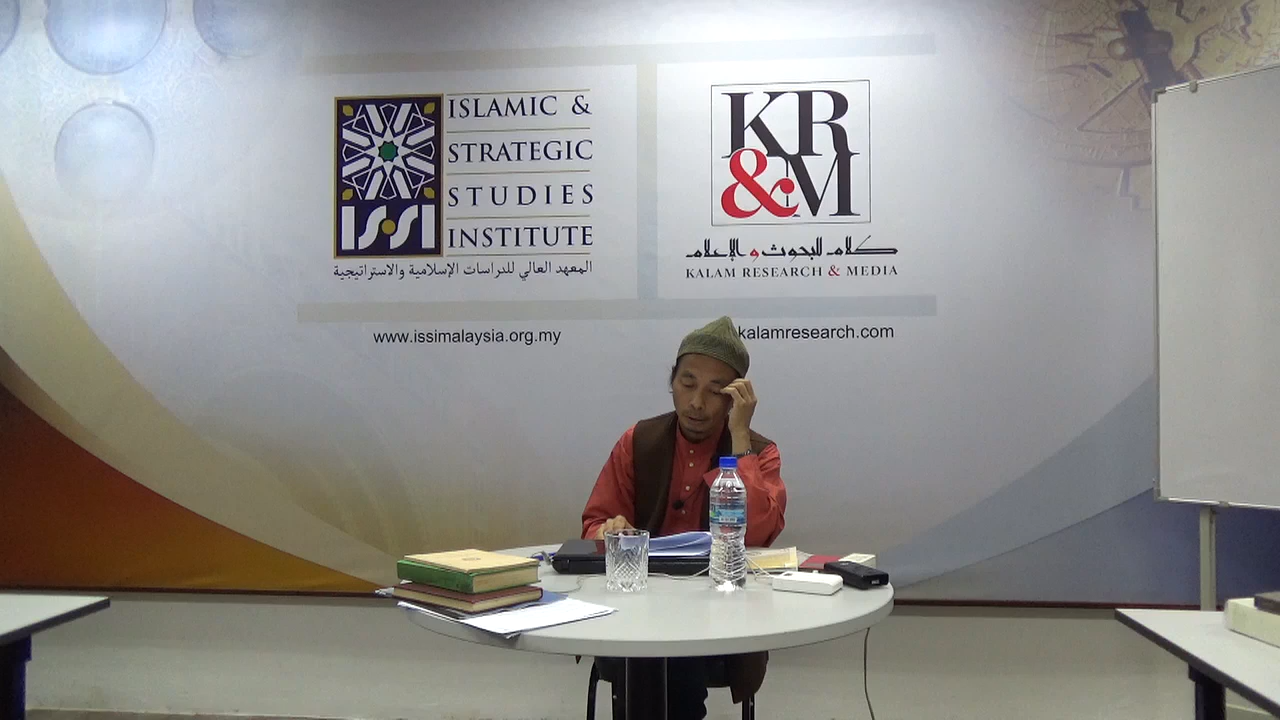 ISLAMIC &
STRATEGIC
STUDIES
INSTITUTE
ISSI
المعهد العالي للدراسات الإسلامية والاستراتيجية
www.issimalaysia.org.my
KR
&M
كلام للبحوث والإعلام
KALAM RESEARCH & MEDIA
kalamresearch.com